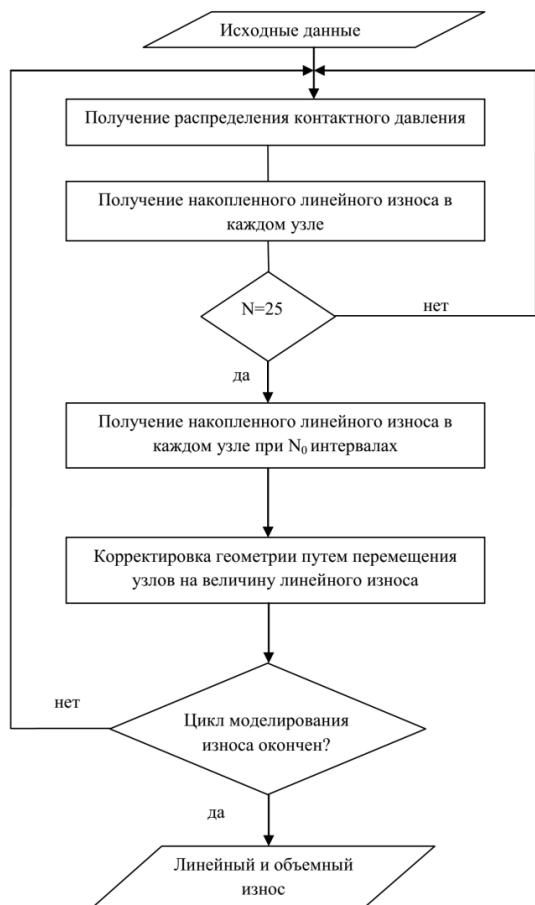 Исходные данные
Получение распределения контактного давления
Получение накопленного линейного износа в
каждом узле
N=25
нет
да
Получение накопленного линейного износа в
каждом узле при N₀ интервалах
Корректировка геометрии путем перемещения
узлов на величину линейного износа
нет
Цикл моделирования
износа окончен?
да
Линейный и объемный
износ